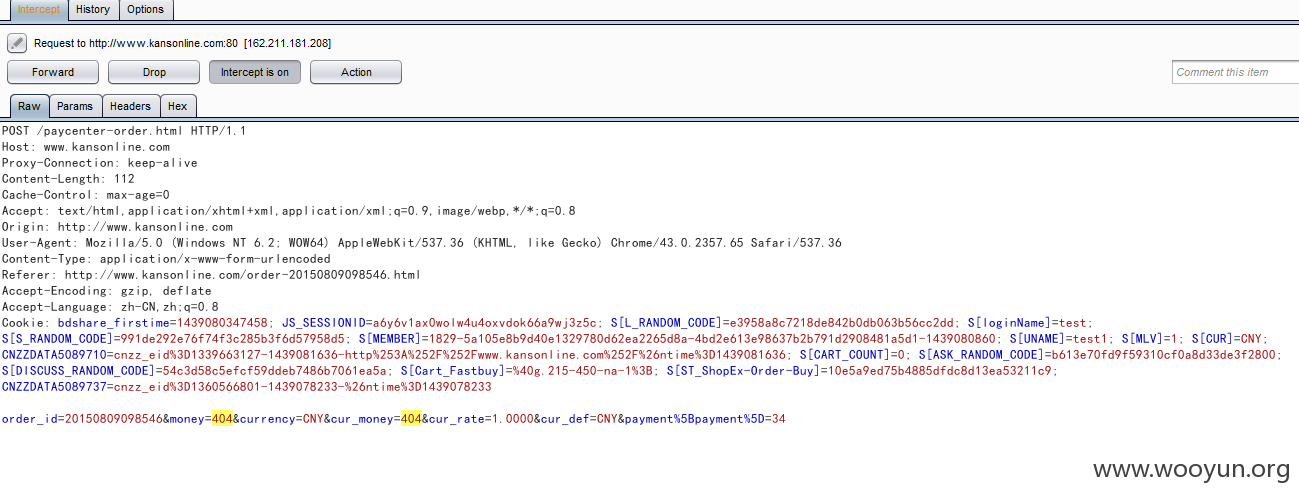 Intercept History Options
Request to http://www.kansonline.com:80 [162.211.181.208]
Forward Drop Intercept is on Action Comment this item
Raw Params Headers Hex
POST /paycenter-order.html HTTP/1.1
Host: www.kansonline.com
Proxy-Connection: keep-alive
Content-Length: 112
Cache-Control: max-age=0
Accept: text/html,application/xhtml+xml,application/xml;q=0.9,image/webp,*/*;q=0.8
Origin: http://www.kansonline.com
User-Agent: Mozilla/5.0 (Windows NT 6.2; WOW64) AppleWebKit/537.36 (KHTML, like Gecko) Chrome/43.0.2357.65 Safari/537.36
Content-Type: application/x-www-form-urlencoded
Referer: http://www.kansonline.com/order-20150809098546.html
Accept-Encoding: gzip, deflate
Accept-Language: zh-CN,zh;q=0.8
Cookie: bdshare_firstime=1439080347458; JS_SESSIONID=a6y6v1ax0wolw4u4oxvdok66a9wj3z5c; S[L_RANDOM_CODE]=e3958a8c7218de842b0db063b56cc2dd; S[loginName]=test;
S[S_RANDOM_CODE]=991de292e76f74f3c285b3f6d57958d5; S[MEMBER]=1829-5a105e8b9d40e1329780d62ea2265d8a-4bd2e613e98637b2b791d2908481a5d1-1439080860; S[UNAME]=test1; S[MLV]=1; S[CUR]=CNY;
CNZZDATA5089710=cnzz_eid%3D1339663127-1439081636-http%253A%252F%252Fwww.kansonline.com%252F%26ntime%3D1439081636; S[CART_COUNT]=0; S[ASK_RANDOM_CODE]=b613e70fd9f59310cf0a8d33de3f2800;
S[DISCUSS_RANDOM_CODE]=54c3d58c5efcf59ddeb7486b7061ea5a; S[Cart_Fastbuy]=%40g.215-450-na-1%3B; S[ST_ShopEx-Order-Buy]=10e5a9ed75b4885dfdc8d13ea53211c9;
CNZZDATA5089737=cnzz_eid%3D1360566801-1439078233-%26ntime%3D1439078233
order_id=20150809098546&money=404&currency=CNY&cur_money=404&cur_rate=1.0000&cur_def=CNY&payment%5Bpayment%5D=34
www.wooyun.org